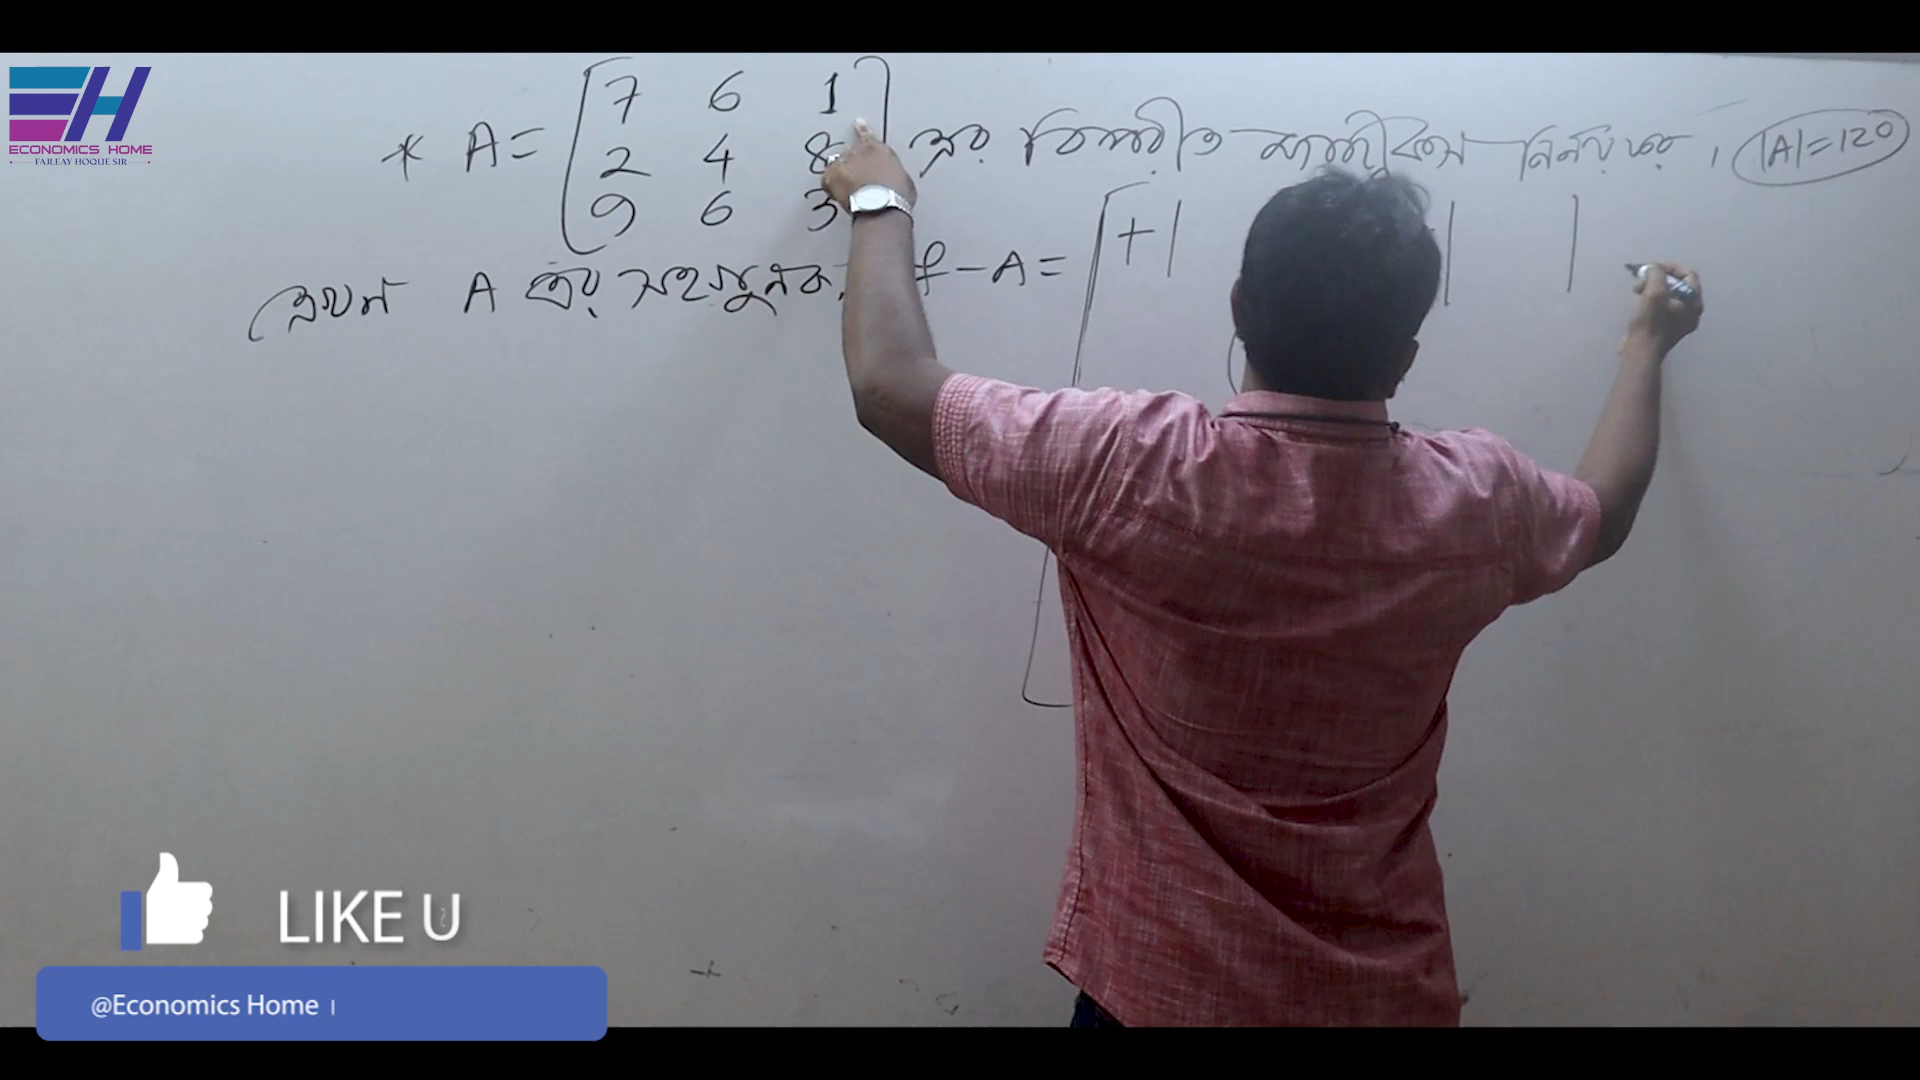 EH
ECONOMICS HOME
FAILEAY HOQUE SIR
* A = [7 6 1
2 4 8
9 6 3] এর বিপরীত ম্যাট্রিক্স নির্ণয় কর। |A|=120
এখন A এর সহগুণক f-A = [+| | | |
LIKE U
@Economics Home ।